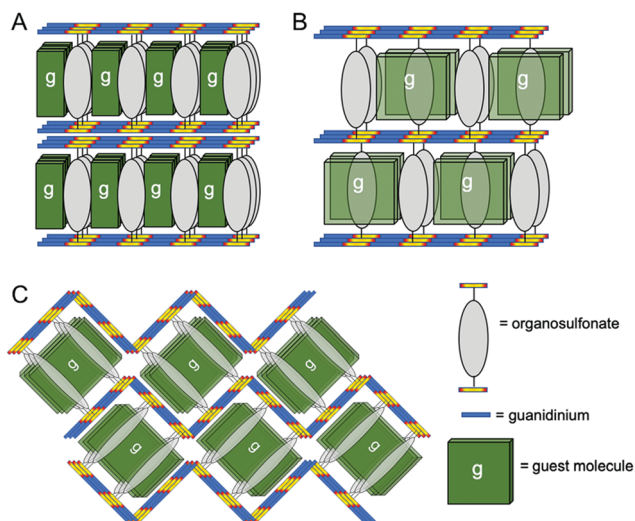 A
B
g g g g
g g
g g g g
g g
C
g g g
= organosulfonate
g g g
= guanidinium
g = guest molecule